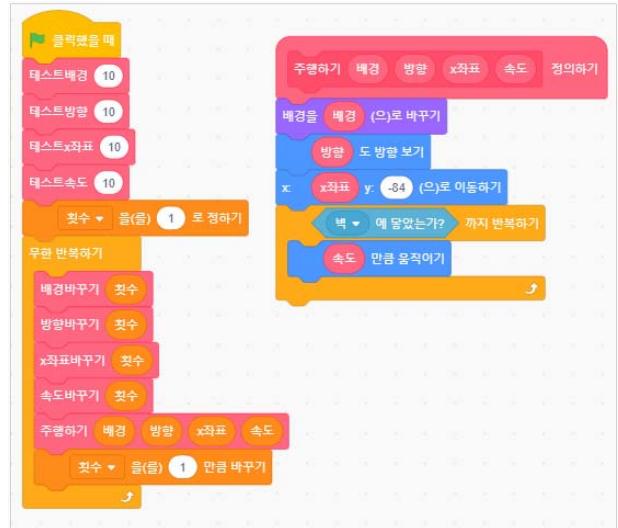 클릭했을 때
테스트배경 10
테스트방향 10
테스트x좌표 10
테스트속도 10
횟수 을(를) 1 로 정하기
무한 반복하기
배경바꾸기 횟수
방향바꾸기 횟수
x좌표바꾸기 횟수
속도바꾸기 횟수
주행하기 배경 방향 x좌표 속도
횟수 을(를) 1 만큼 바꾸기
주행하기 배경 방향 x좌표 속도 정의하기
배경을 배경 (으)로 바꾸기
방향 도 방향 보기
x: x좌표 y: -84 (으)로 이동하기
벽 에 닿았는가? 까지 반복하기
속도 만큼 움직이기